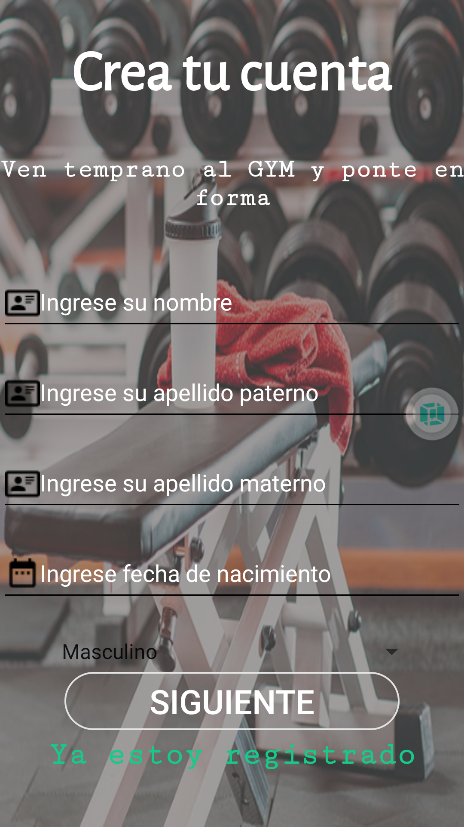 Crea tu cuenta
Ven temprano al GYM y ponte en
forma
Ingrese su nombre
Ingrese su apellido paterno
Ingrese su apellido materno
Ingrese fecha de nacimiento
Masculino
SIGUIENTE
Ya estoy registrado